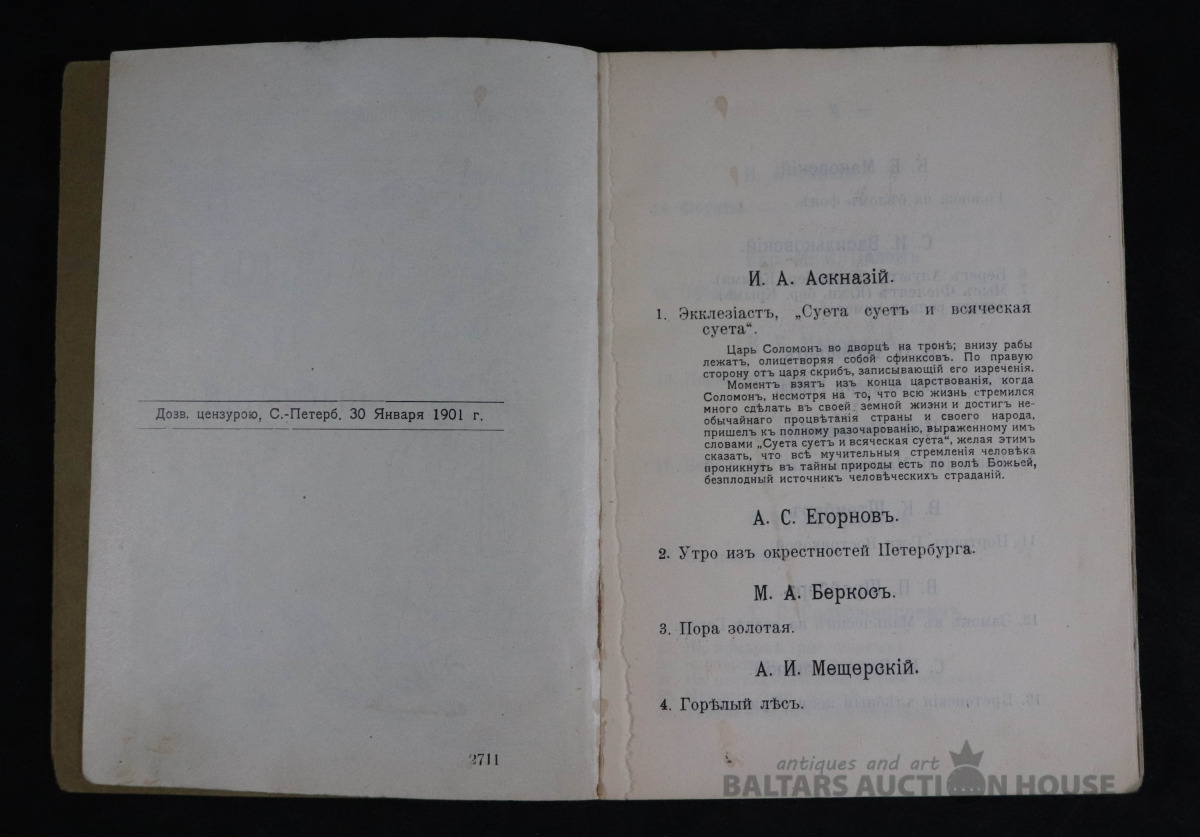 Дозв. цензурою, С.-Петерб. 30 Января 1901 г.
2711
И. А. Аскназій.
1. Экклезіастъ, „Суета суетъ и всяческая
суета“.
Царь Соломонъ во дворцѣ на тронѣ; внизу рабы
лежатъ, олицетворяя собой сфинксовъ. По правую
сторону отъ царя скрибъ, записывающій его изреченія.
Моментъ взятъ изъ конца царствованія, когда
Соломонъ, несмотря на то, что всю жизнь стремился
много сдѣлать въ своей земной жизни и достигъ не-
обычайнаго процвѣтанія страны и своего народа,
пришелъ къ полному разочарованію, выраженному имъ
словами „Суета суетъ и всяческая суета“, желая этимъ
сказать, что всѣ мучительныя стремленія человѣка
проникнуть въ тайны природы есть по волѣ Божьей,
безплодный источникъ человѣческихъ страданій.
А. С. Егорновъ.
2. Утро изъ окрестностей Петербурга.
М. А. Беркосъ.
3. Пора золотая.
А. И. Мещерскій.
4. Горѣлый лѣсъ.
antiques and art
BALTARS AUCTION HOUSE